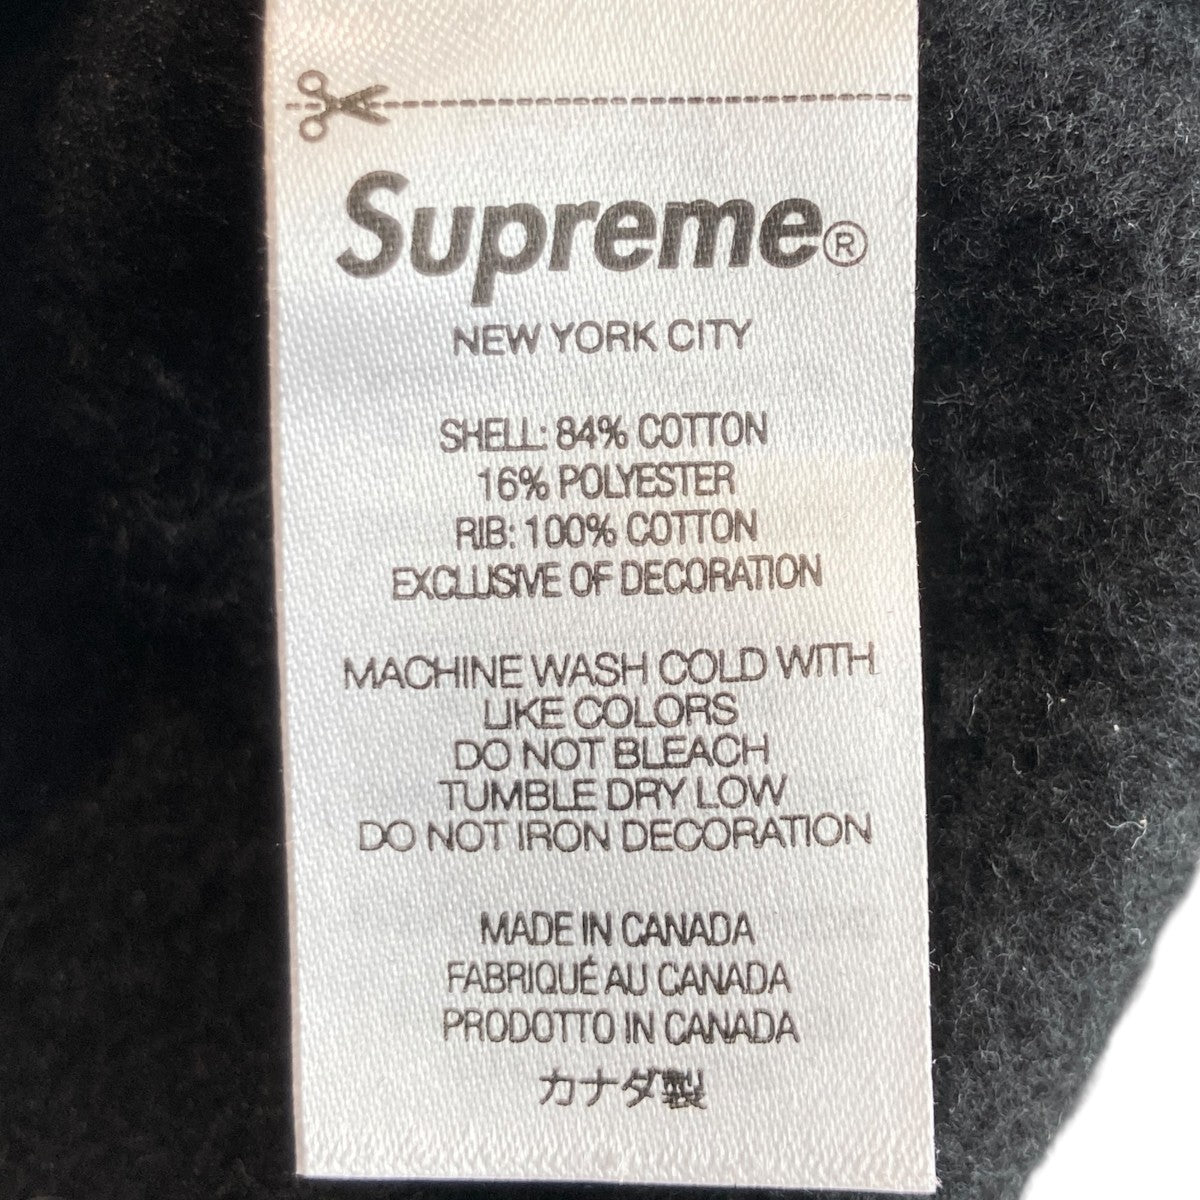 Supreme®
NEW YORK CITY
SHELL: 84% COTTON
16% POLYESTER
RIB: 100% COTTON
EXCLUSIVE OF DECORATION
MACHINE WASH COLD WITH
LIKE COLORS
DO NOT BLEACH
TUMBLE DRY LOW
DO NOT IRON DECORATION
MADE IN CANADA
FABRIQUÉ AU CANADA
PRODOTTO IN CANADA
カナダ製